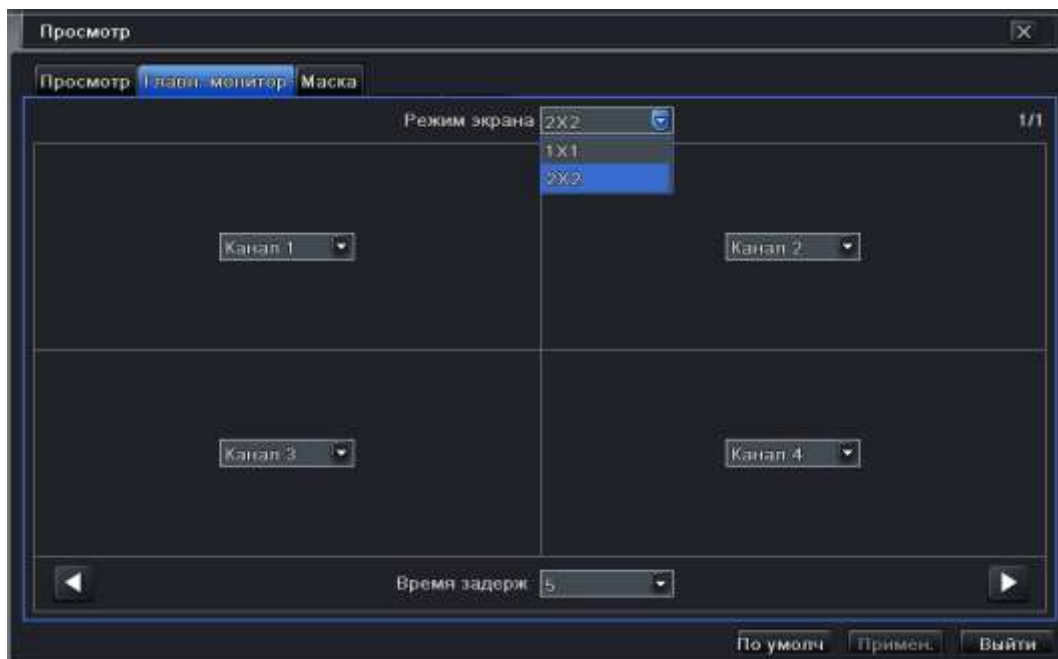 Просмотр
Просмотр Главн. монитор Маска
Режим экрана 2X2 1/1
1X1
2X2
Канал 1 Канал 2
Канал 3 Канал 4
Время задерж 5
По умолч Примен. Выйти